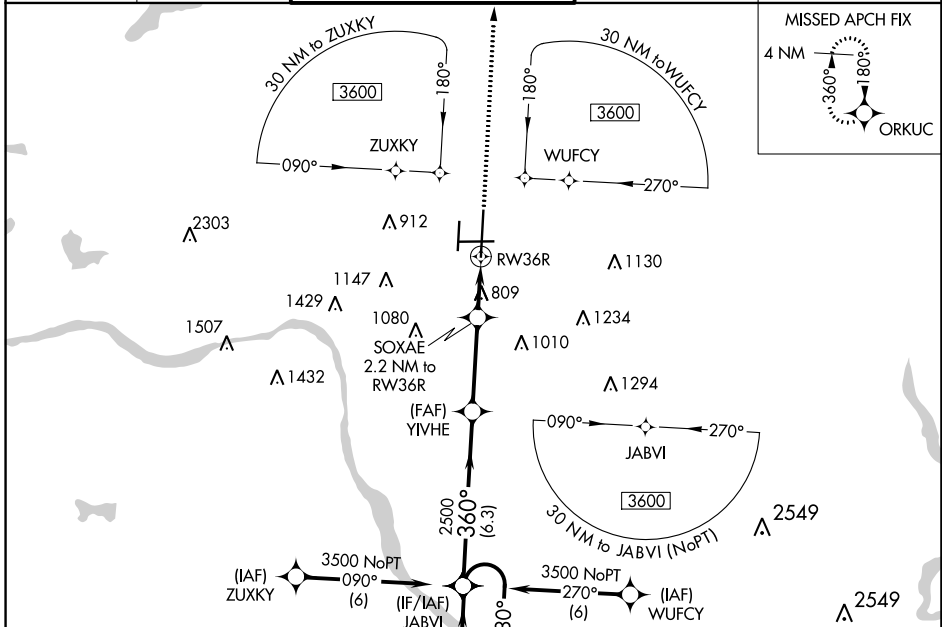 MISSED APCH FIX
4 NM
360°
180°
ORKUC
30 NM to ZUXKY
3600
180°
ZUXKY
090°
30 NM to WUFCY
180°
3600
WUFCY
270°
2303
912
RW36R
1130
1147
809
1429
1234
1507
1080
SOXAE
2.2 NM to
RW36R
1010
1432
1294
(FAF)
YIVHE
090°
270°
JABVI
3600
30 NM to JABVI (NoPT)
2500
360°
(6.3)
2549
(IAF)
ZUXKY
3500 NoPT
090°
(6)
(IF/IAF)
JABVI
3500 NoPT
270°
(6)
(IAF)
WUFCY
2549